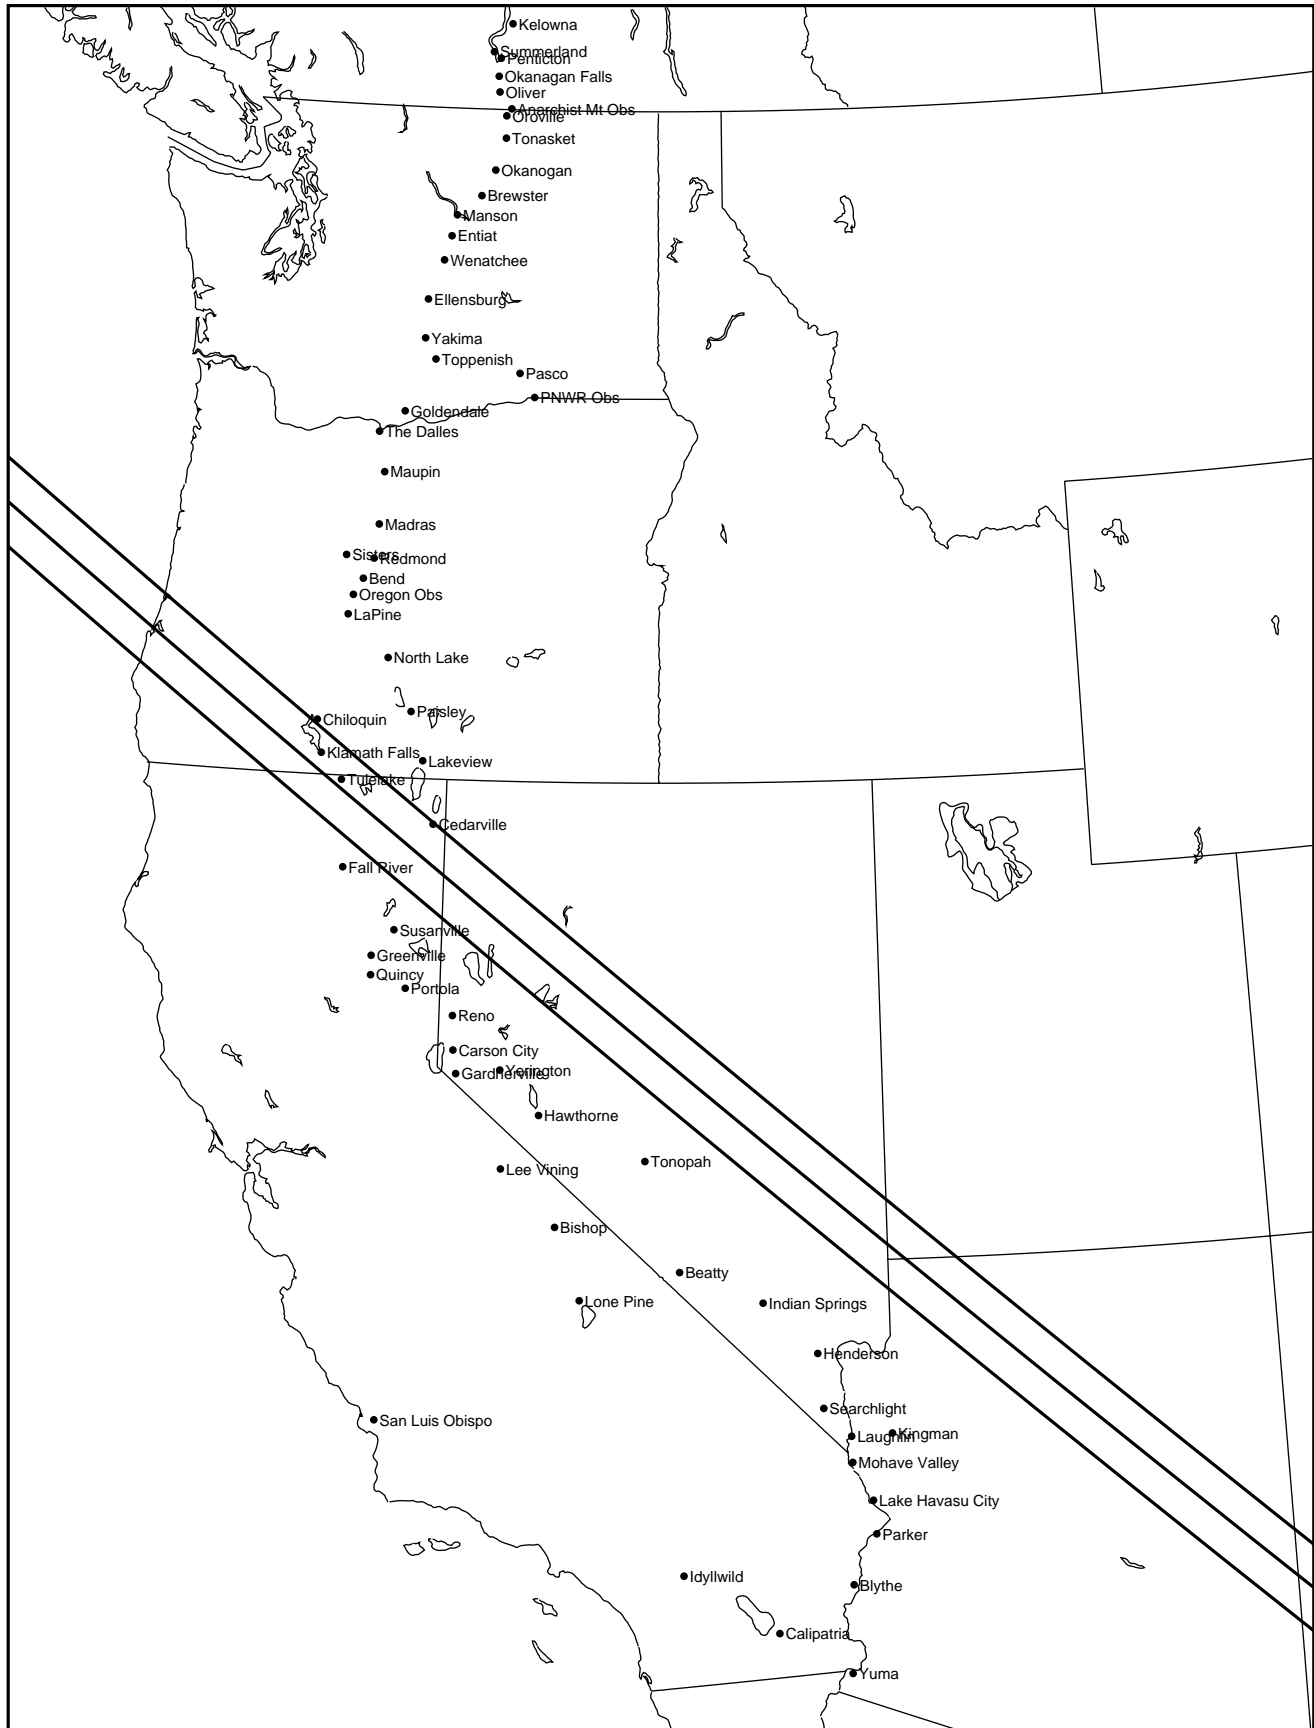 Kelowna
Summerland
Penticton
Okanagan Falls
Oliver
Anarchist Mt Obs
Oroville
Tonasket
Okanogan
Brewster
Manson
Entiat
Wenatchee
Ellensburg
Yakima
Toppenish
Pasco
PNWR Obs
Goldendale
The Dalles
Maupin
Madras
Sisters
Redmond
Bend
Oregon Obs
LaPine
North Lake
Paisley
Chiloquin
Klamath Falls
Lakeview
Tulelake
Cedarville
Fall River
Susanville
Greenville
Quincy
Portola
Reno
Carson City
Yerington
Gardnerville
Hawthorne
Tonopah
Lee Vining
Bishop
Beatty
Lone Pine
Indian Springs
Henderson
Searchlight
San Luis Obispo
Kingman
Laughlin
Mohave Valley
Lake Havasu City
Parker
Idyllwild
Blythe
Calipatria
Yuma